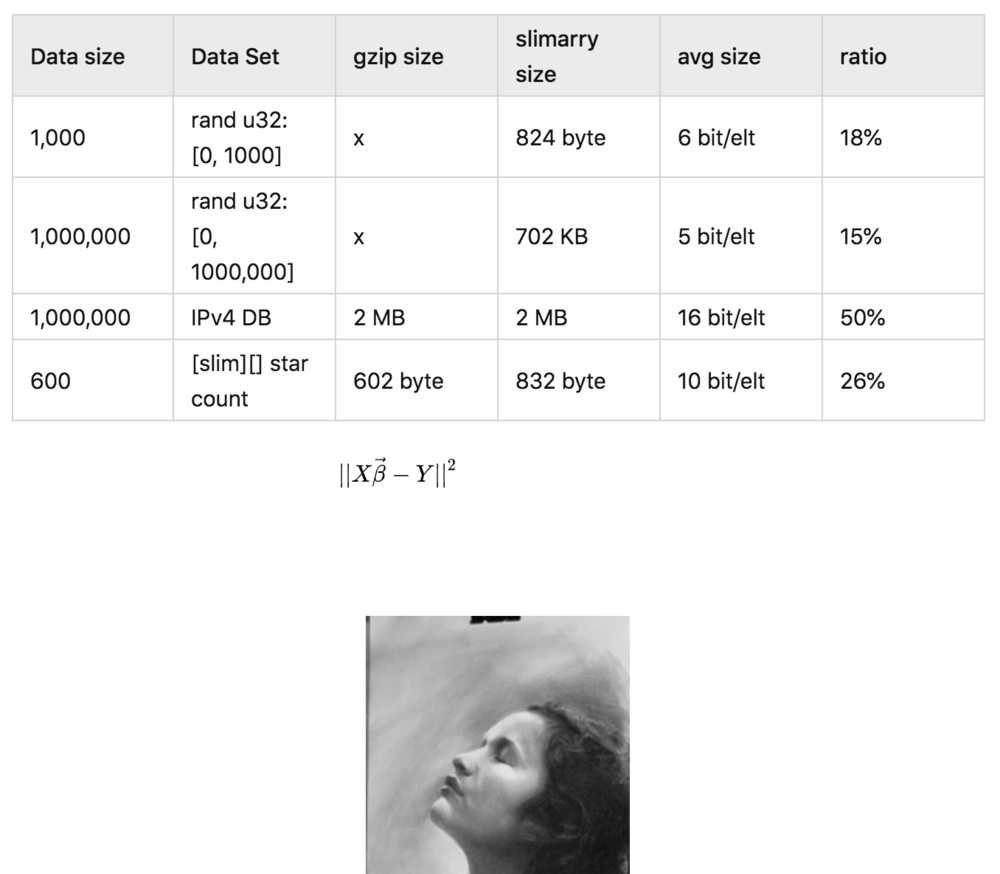 Data size	Data Set	gzip size	slimarry size	avg size	ratio
1,000	rand u32: [0, 1000]	x	824 byte	6 bit/elt	18%
1,000,000	rand u32: [0, 1000,000]	x	702 KB	5 bit/elt	15%
1,000,000	IPv4 DB	2 MB	2 MB	16 bit/elt	50%
600	[slim][] star count	602 byte	832 byte	10 bit/elt	26%
||X\vec{β} − Y||²